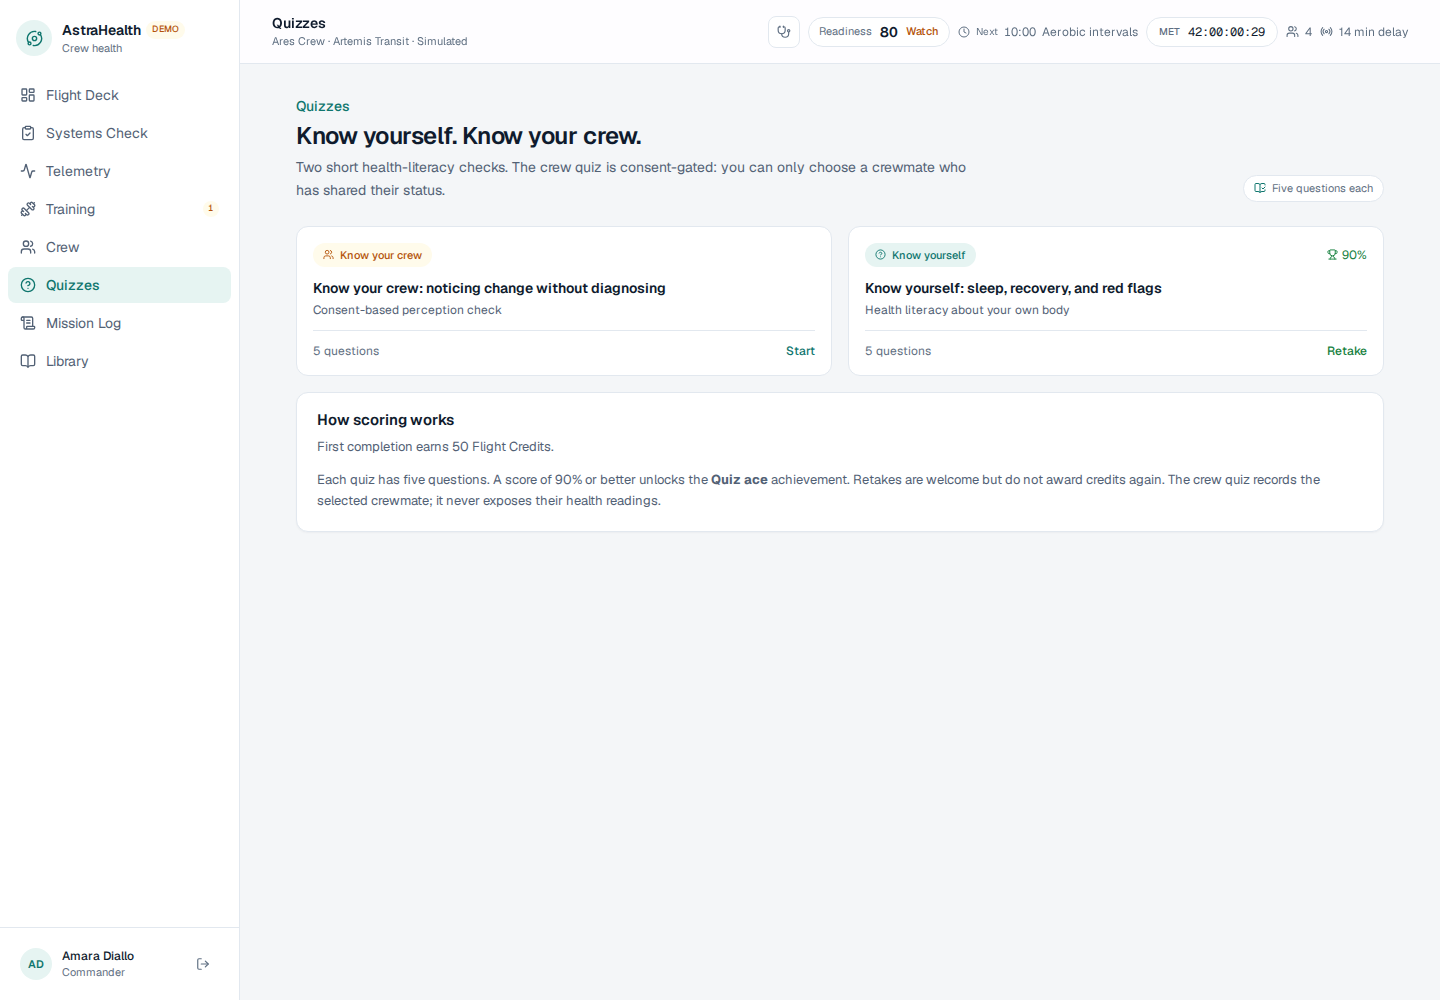 AstraHealth DEMO
Crew health
Flight Deck
Systems Check
Telemetry
Training 1
Crew
Quizzes
Mission Log
Library
AD
Amara Diallo
Commander
Quizzes
Ares Crew · Artemis Transit · Simulated
Readiness 80 Watch
Next 10:00 Aerobic intervals
MET 42:00:00:29
4
14 min delay
Quizzes
Know yourself. Know your crew.
Two short health-literacy checks. The crew quiz is consent-gated: you can only choose a crewmate who
has shared their status.
Five questions each
Know your crew
Know your crew: noticing change without diagnosing
Consent-based perception check
5 questions
Start
Know yourself
90%
Know yourself: sleep, recovery, and red flags
Health literacy about your own body
5 questions
Retake
How scoring works
First completion earns 50 Flight Credits.
Each quiz has five questions. A score of 90% or better unlocks the Quiz ace achievement. Retakes are welcome but do not award credits again. The crew quiz records the
selected crewmate; it never exposes their health readings.